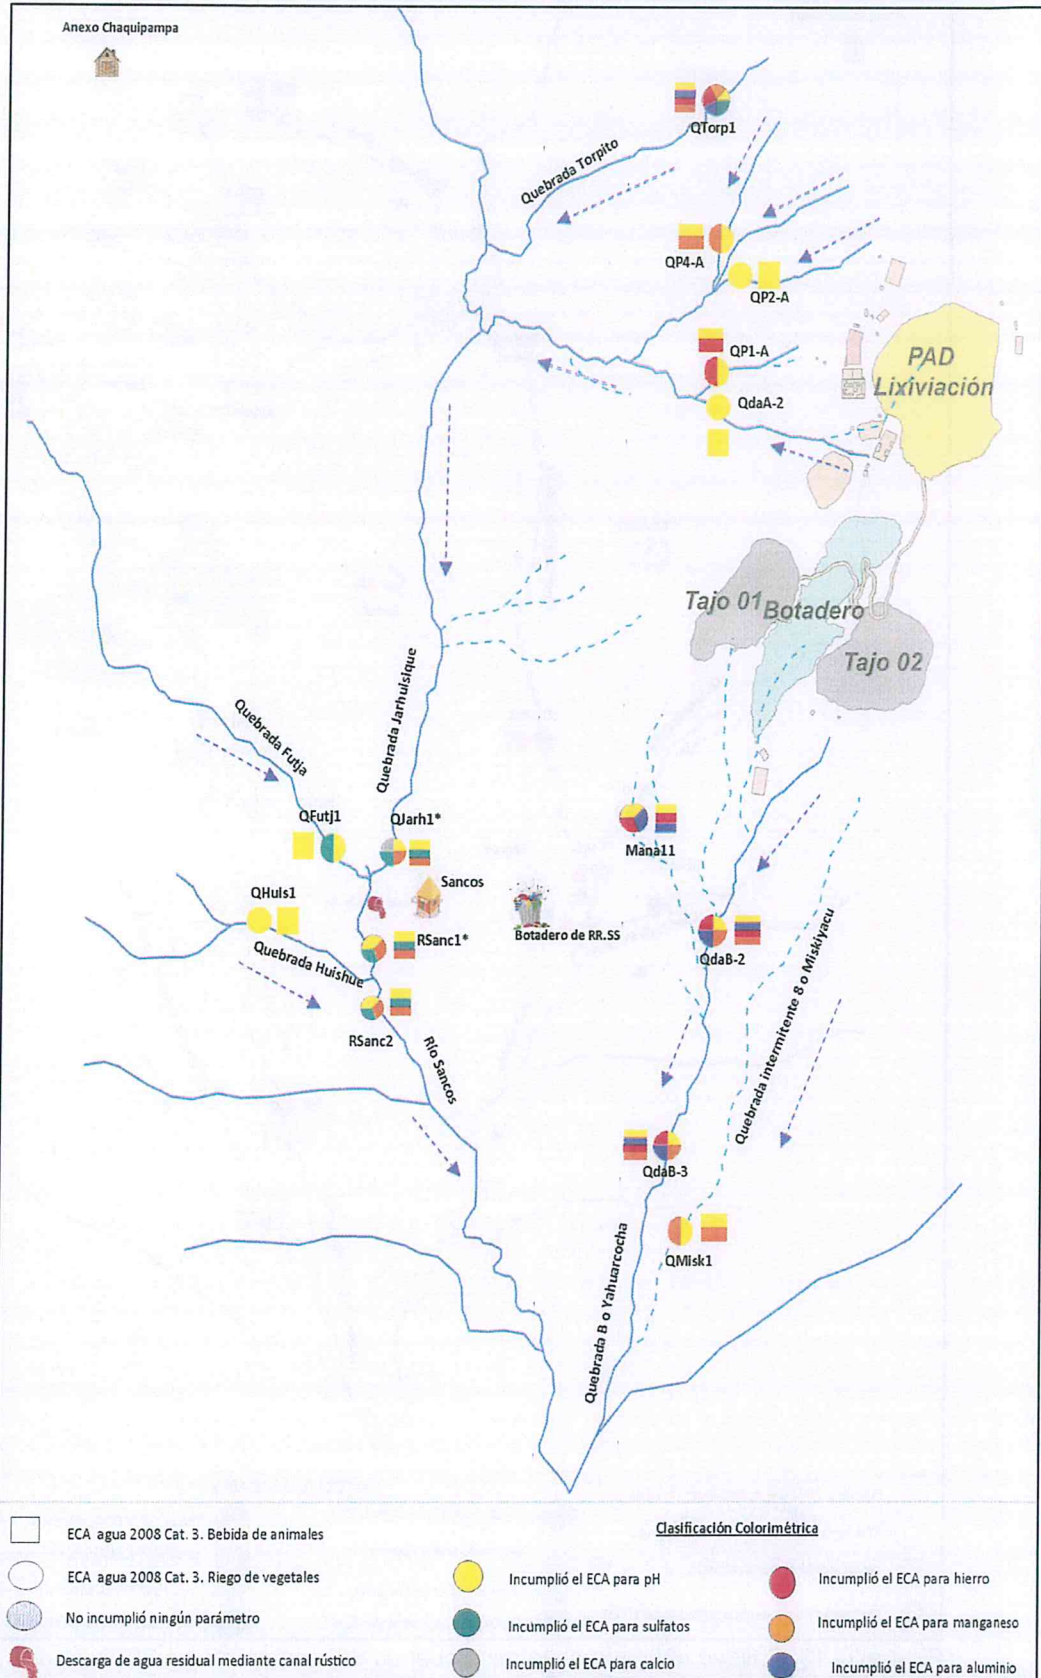 Anexo Chaquipampa
QTorp1
Quebrada Torpito
QP4-A
QP2-A
QP1-A
QdaA-2
PAD
Lixiviación
Tajo 01
Botadero
Tajo 02
Quebrada Jarhuisique
Quebrada Futja
QFutj1
QJarh1*
Mana11
Sancos
QHuis1
Botadero de RR.SS
RSanc1*
QdaB-2
Quebrada Huishue
RSanc2
Río Sancos
Quebrada intermitente 8 o Miskiyacu
QdaB-3
QMisk1
Quebrada B o Yahuarcocha
Clasificación Colorimétrica
ECA agua 2008 Cat. 3. Bebida de animales
ECA agua 2008 Cat. 3. Riego de vegetales
Incumplió el ECA para pH
Incumplió el ECA para hierro
No incumplió ningún parámetro
Incumplió el ECA para sulfatos
Incumplió el ECA para manganeso
Descarga de agua residual mediante canal rústico
Incumplió el ECA para calcio
Incumplió el ECA para aluminio